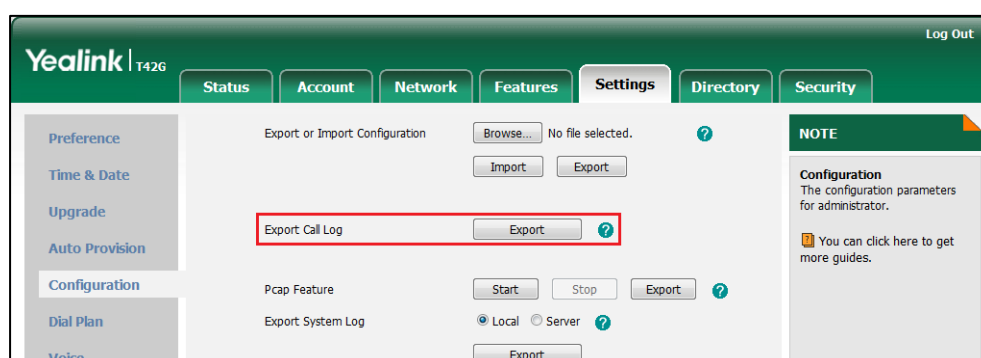 Log Out
Yealink T42G
Status Account Network Features Settings Directory Security
Preference
Time & Date
Upgrade
Auto Provision
Configuration
Dial Plan
Voice
Export or Import Configuration Browse... No file selected. ?
Import Export
Export Call Log Export ?
Pcap Feature Start Stop Export ?
Export System Log Local Server ?
Export
NOTE
Configuration
The configuration parameters
for administrator.
? You can click here to get
more guides.